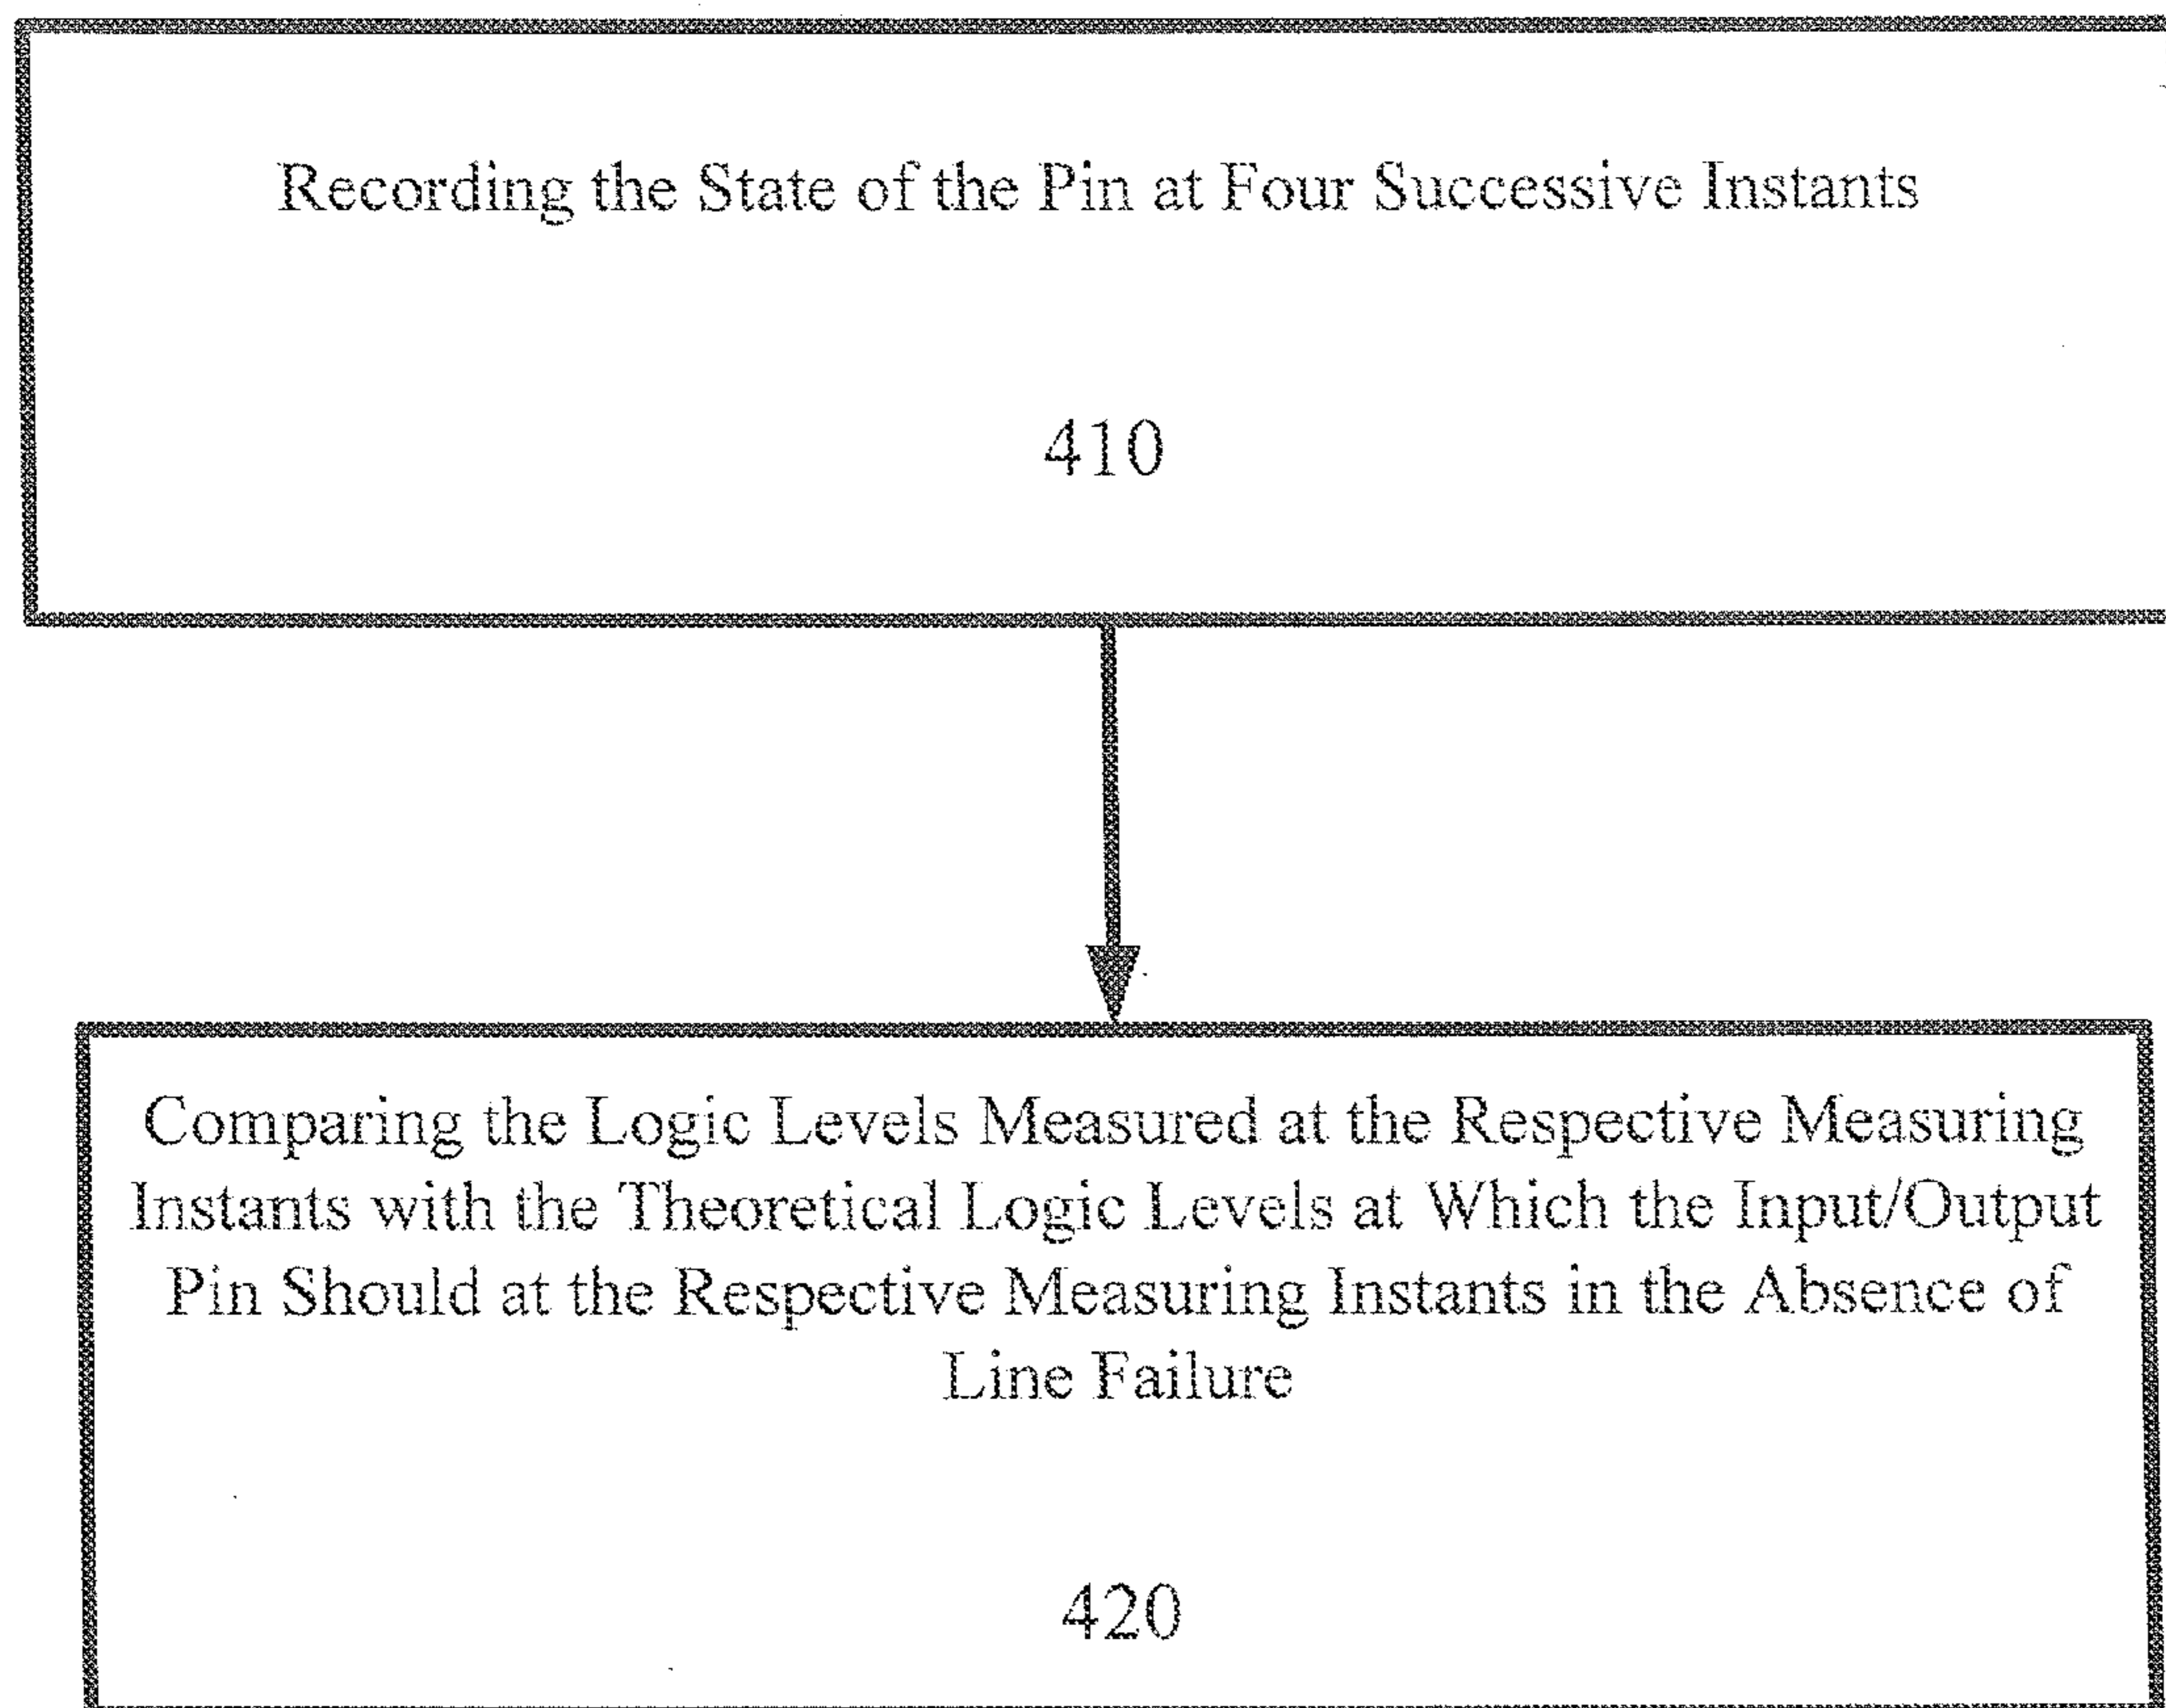 Recording the State of the Pin at Four Successive Instants
410
Comparing the Logic Levels Measured at the Respective Measuring
Instants with the Theoretical Logic Levels at Which the Input/Output
Pin Should at the Respective Measuring Instants in the Absence of
Line Failure
420